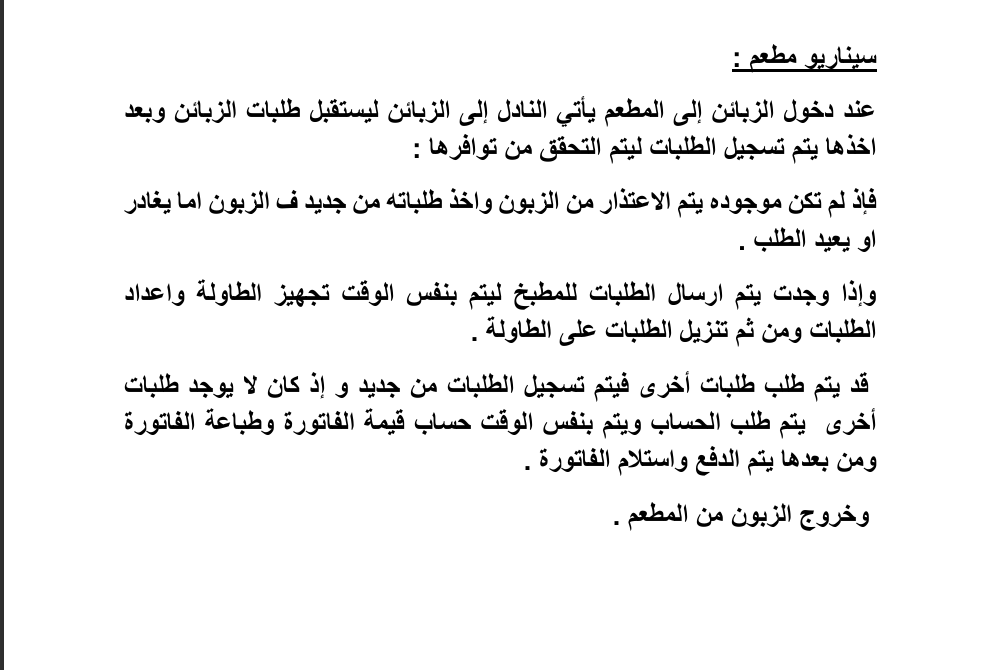 سيناريو مطعم :
عند دخول الزبائن إلى المطعم يأتي النادل إلى الزبائن ليستقبل طلبات الزبائن وبعد
اخذها يتم تسجيل الطلبات ليتم التحقق من توافرها :
فإذ لم تكن موجوده يتم الاعتذار من الزبون واخذ طلباته من جديد ف الزبون اما يغادر
او يعيد الطلب .
وإذا وجدت يتم ارسال الطلبات للمطبخ ليتم بنفس الوقت تجهيز الطاولة واعداد
الطلبات ومن ثم تنزيل الطلبات على الطاولة .
قد يتم طلب طلبات أخرى فيتم تسجيل الطلبات من جديد و إذ كان لا يوجد طلبات
أخرى يتم طلب الحساب ويتم بنفس الوقت حساب قيمة الفاتورة وطباعة الفاتورة
ومن بعدها يتم الدفع واستلام الفاتورة .
وخروج الزبون من المطعم .